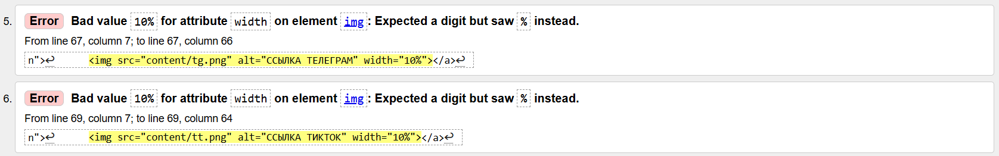 5. Error Bad value 10% for attribute width on element img: Expected a digit but saw % instead.
From line 67, column 7; to line 67, column 66
n">↩      <img src="content/tg.png" alt="ССЫЛКА ТЕЛЕГРАМ" width="10%"></a>↩
6. Error Bad value 10% for attribute width on element img: Expected a digit but saw % instead.
From line 69, column 7; to line 69, column 64
n">↩      <img src="content/tt.png" alt="ССЫЛКА ТИКТОК" width="10%"></a>↩